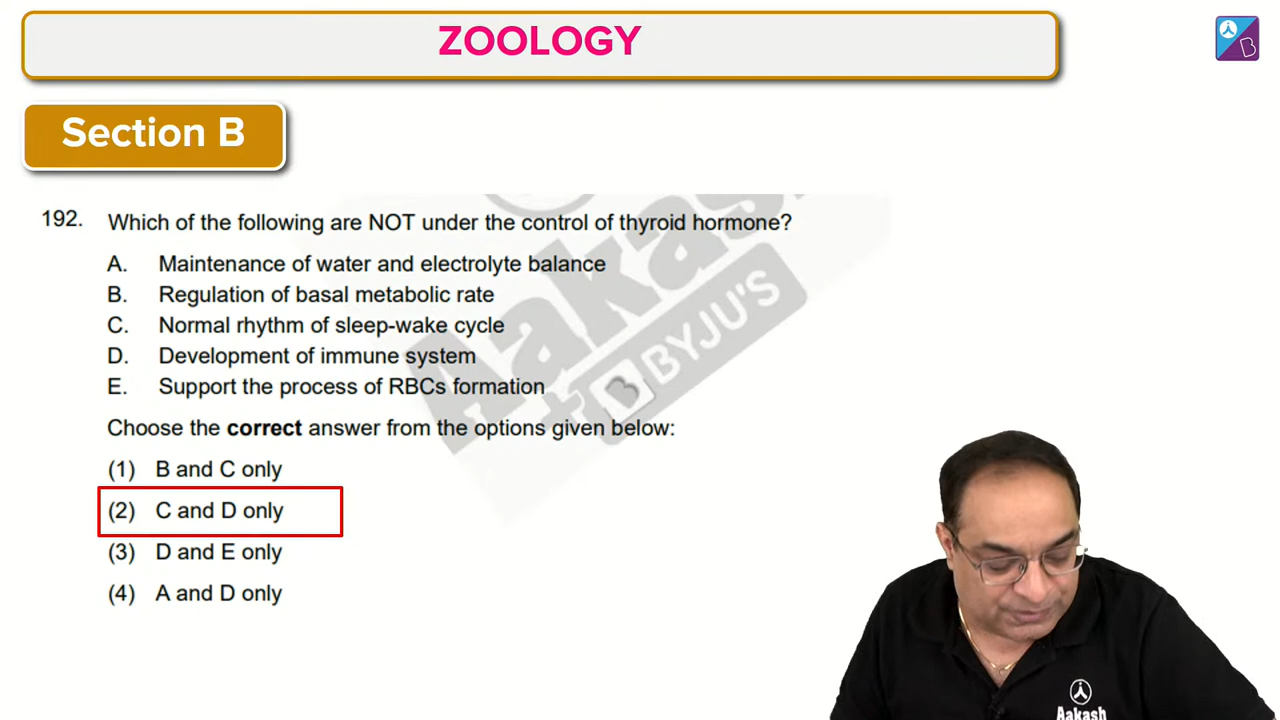 ZOOLOGY
Section B
192. Which of the following are NOT under the control of thyroid hormone?
A. Maintenance of water and electrolyte balance
B. Regulation of basal metabolic rate
C. Normal rhythm of sleep-wake cycle
D. Development of immune system
E. Support the process of RBCs formation
Choose the correct answer from the options given below:
(1) B and C only
(2) C and D only
(3) D and E only
(4) A and D only
Aakash
BYJU'S
B
Aakash